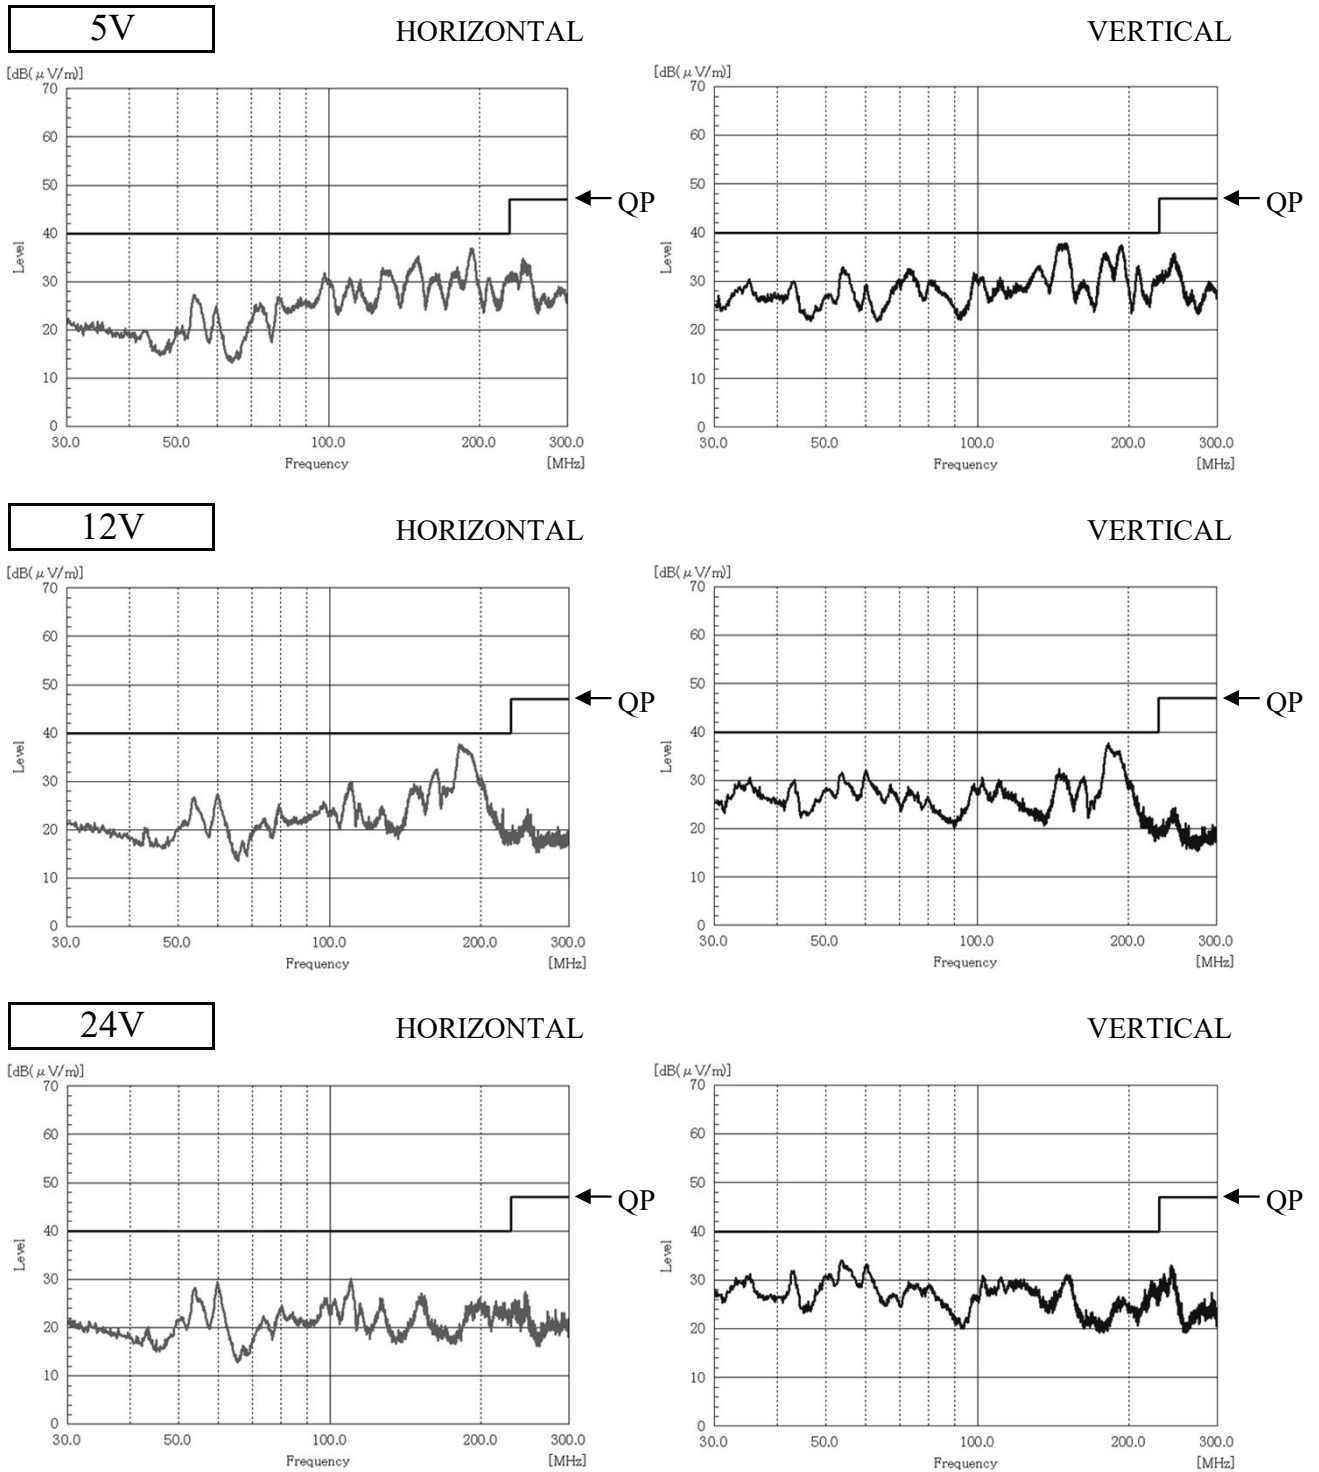 5V HORIZONTAL VERTICAL
[dB(μV/m)] [dB(μV/m)]
70 70
60 60
50 50
QP QP
40 40
Level Level
30 30
20 20
10 10
0 0
30.0 50.0 100.0 200.0 300.0 30.0 50.0 100.0 200.0 300.0
Frequency [MHz] Frequency [MHz]
12V HORIZONTAL VERTICAL
[dB(μV/m)] [dB(μV/m)]
70 70
60 60
50 50
QP QP
40 40
Level Level
30 30
20 20
10 10
0 0
30.0 50.0 100.0 200.0 300.0 30.0 50.0 100.0 200.0 300.0
Frequency [MHz] Frequency [MHz]
24V HORIZONTAL VERTICAL
[dB(μV/m)] [dB(μV/m)]
70 70
60 60
50 50
QP QP
40 40
Level Level
30 30
20 20
10 10
0 0
30.0 50.0 100.0 200.0 300.0 30.0 50.0 100.0 200.0 300.0
Frequency [MHz] Frequency [MHz]